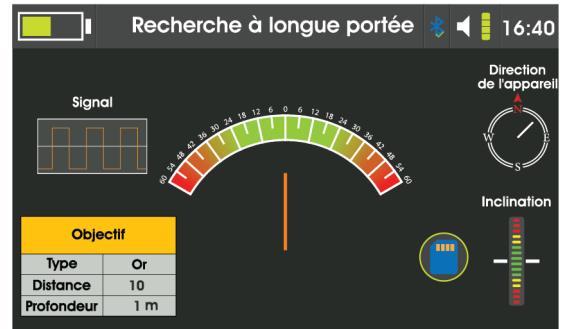 Recherche à longue portée
16:40
Direction
de l'appareil
N
W
E
S
Signal
60 54 48 42 36 30 24 18 12 6 0 6 12 18 24 30 36 42 48 54 60
Inclination
Objectif
Type Or
Distance 10
Profondeur 1 m